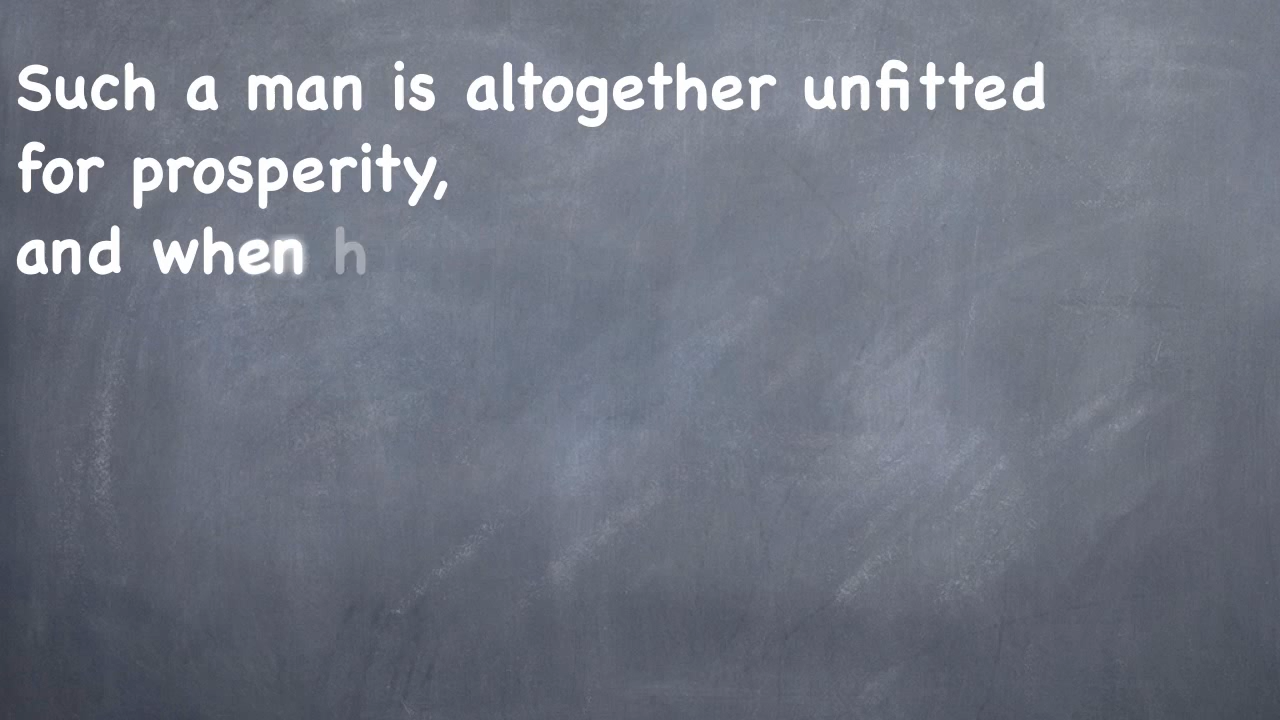 Such a man is altogether unfitted
for prosperity,
and when h